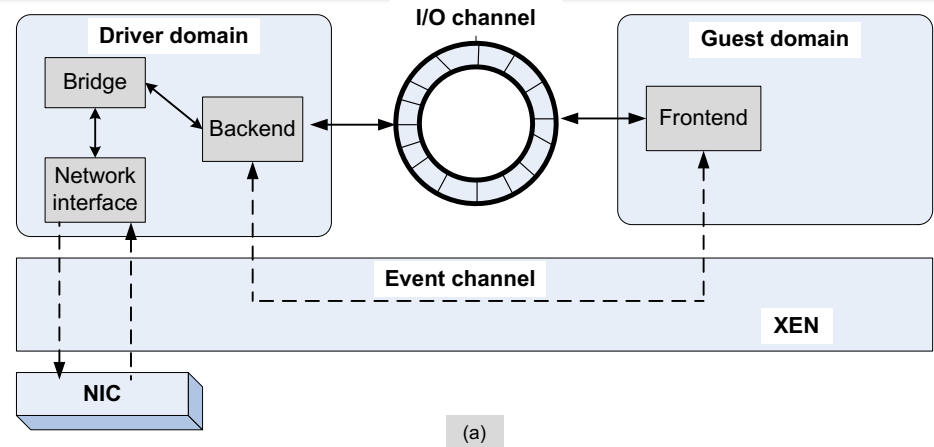 I/O channel
Driver domain
Guest domain
Bridge
Backend
Frontend
Network
interface
Event channel
XEN
NIC
(a)